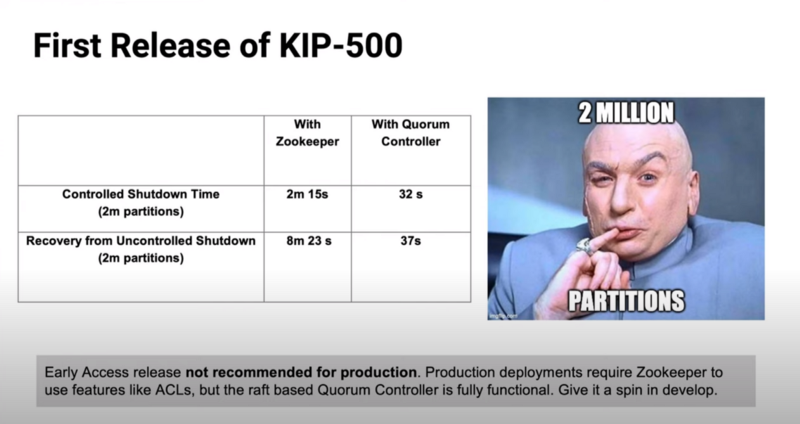 First Release of KIP-500
With
Zookeeper
With Quorum
Controller
Controlled Shutdown Time
(2m partitions)
2m 15s
32 s
Recovery from Uncontrolled Shutdown
(2m partitions)
8m 23 s
37s
2 MILLION
PARTITIONS
Early Access release not recommended for production. Production deployments require Zookeeper to
use features like ACLs, but the raft based Quorum Controller is fully functional. Give it a spin in develop.